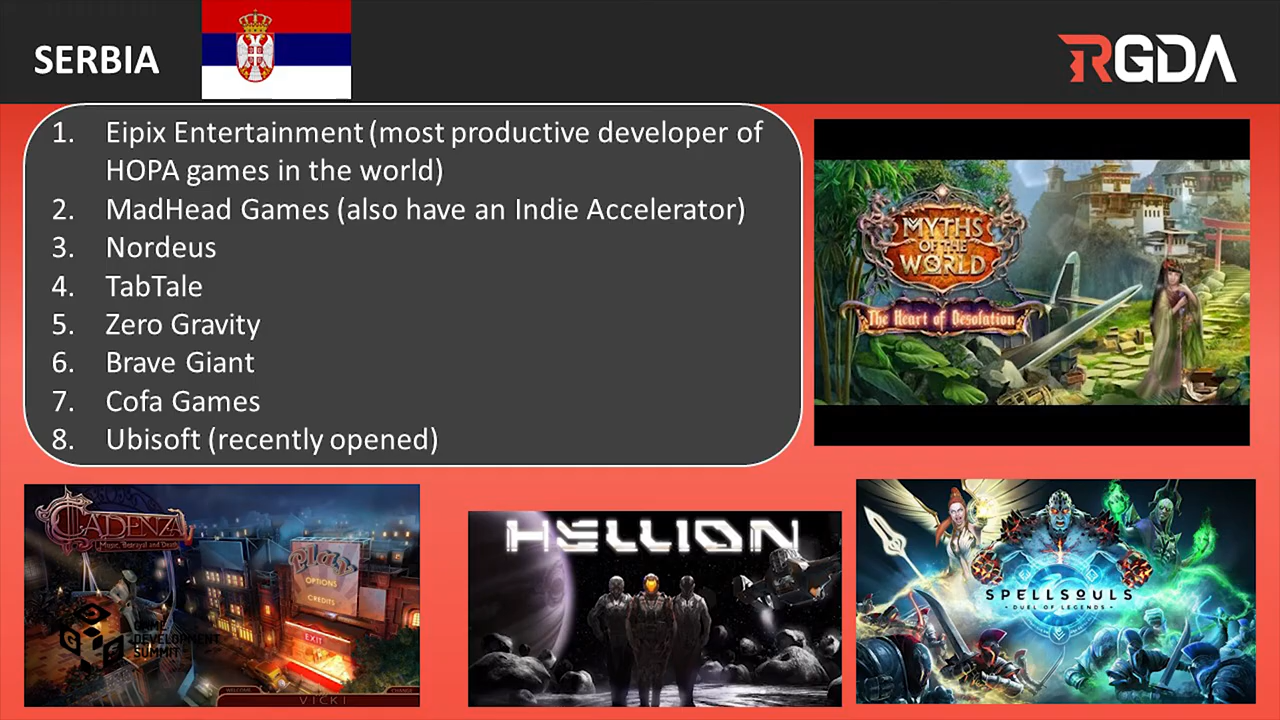 SERBIA
RGDA
1. Eipix Entertainment (most productive developer of
HOPA games in the world)
2. MadHead Games (also have an Indie Accelerator)
3. Nordeus
4. TabTale
5. Zero Gravity
6. Brave Giant
7. Cofa Games
8. Ubisoft (recently opened)
MYTHS
OF THE
WORLD
The Heart of Desolation
CADENZA
Music, Betrayal and Death
Play
OPTIONS
CREDITS
EXIT
GAME
DEVELOPMENT
SUMMIT
WELCOME
VICKI
CHANGE
HELLION
SPELLSOULS
DUEL OF LEGENDS